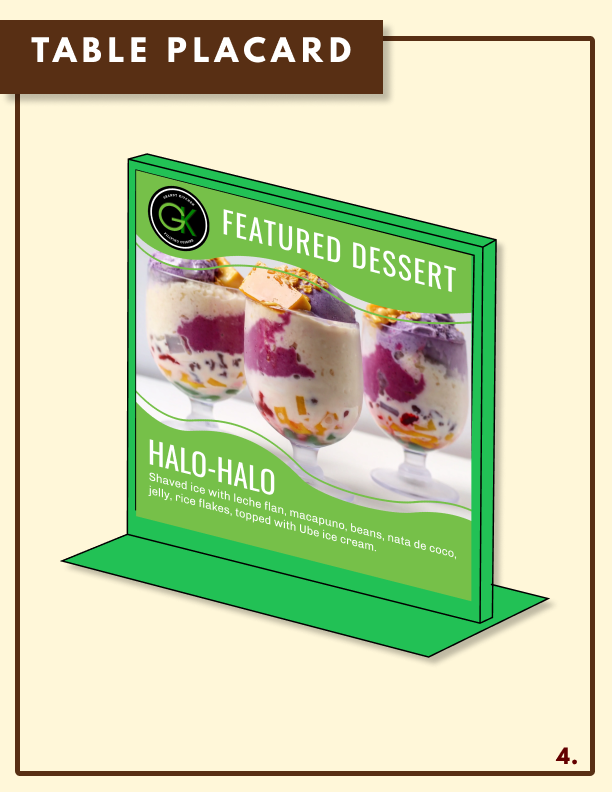 TABLE PLACARD
GK
FEATURED DESSERT
HALO-HALO
Shaved ice with leche flan, macapuno, beans, nata de coco,
jelly, rice flakes, topped with Ube ice cream.
4.